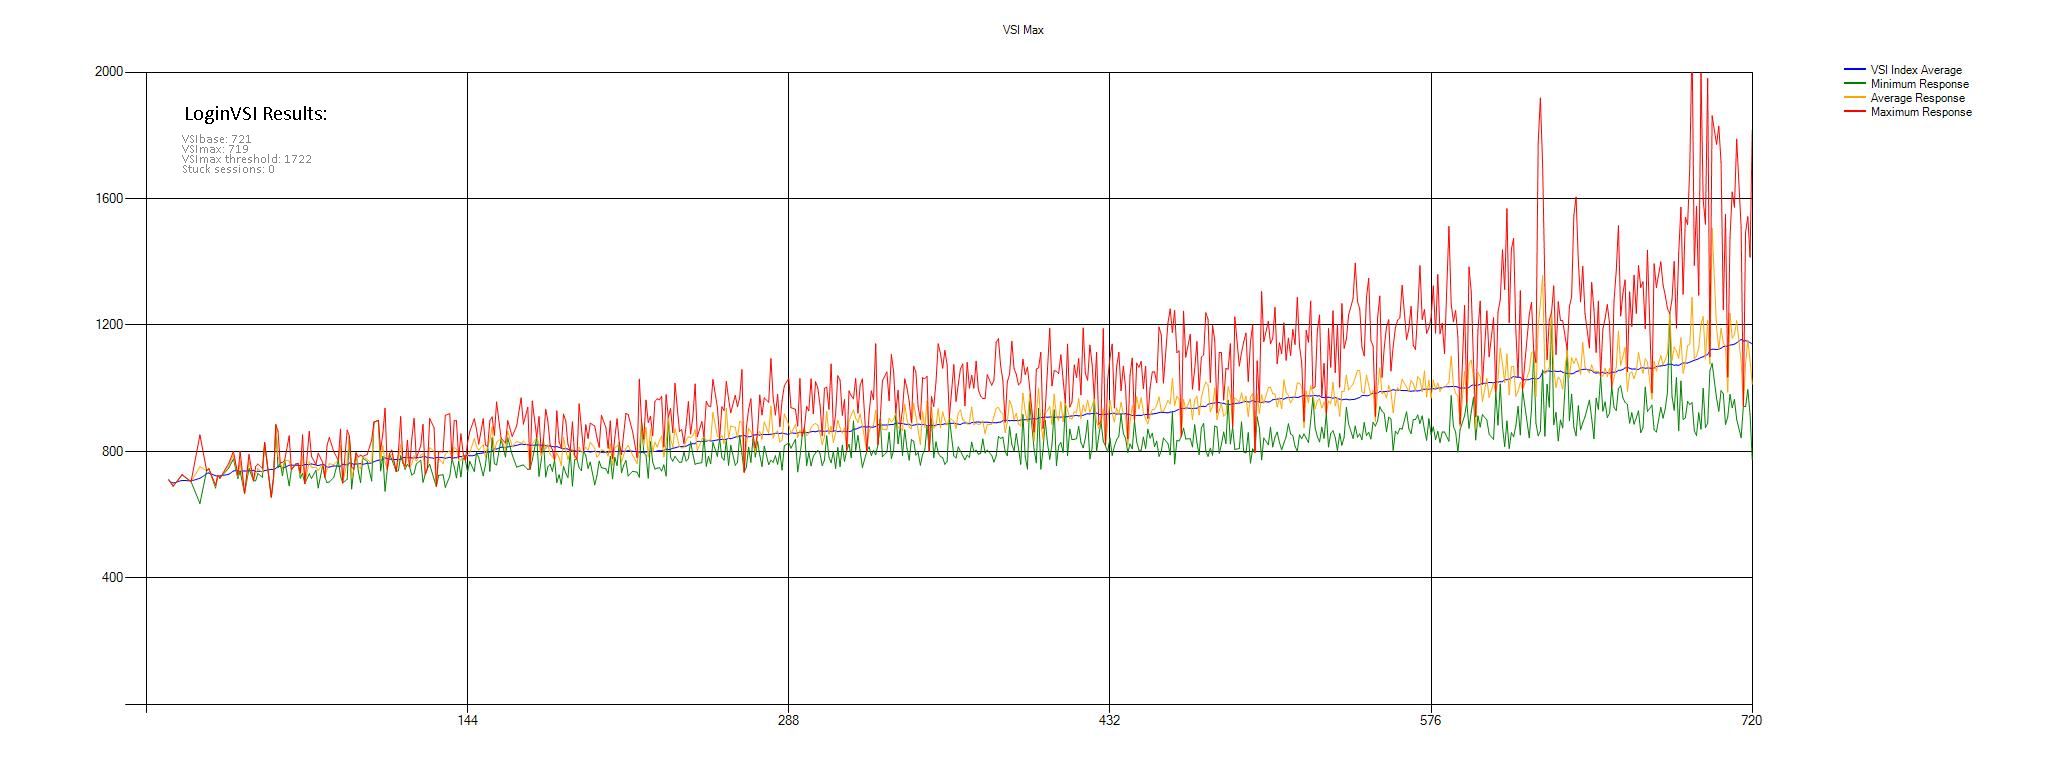 VSI Max
VSI Index Average
Minimum Response
Average Response
Maximum Response
LoginVSI Results:
VSIbase: 721
VSImax: 719
VSImax threshold: 1722
Stuck sessions: 0
2000
1600
1200
800
400
144 288 432 576 720